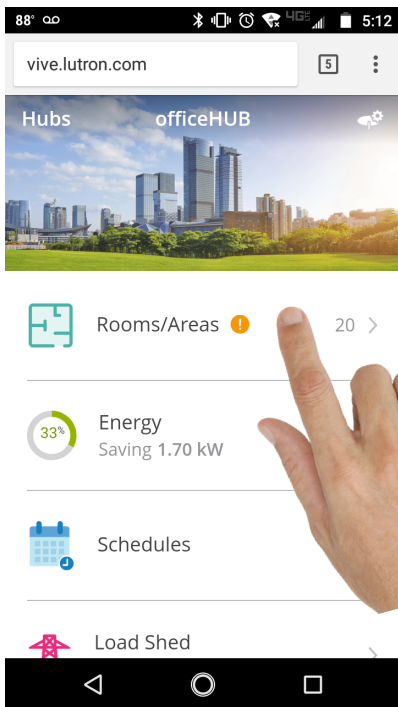 88° 4G 5:12
vive.lutron.com 5
Hubs officeHUB
Rooms/Areas ! 20
33% Energy
Saving 1.70 kW
Schedules
Load Shed